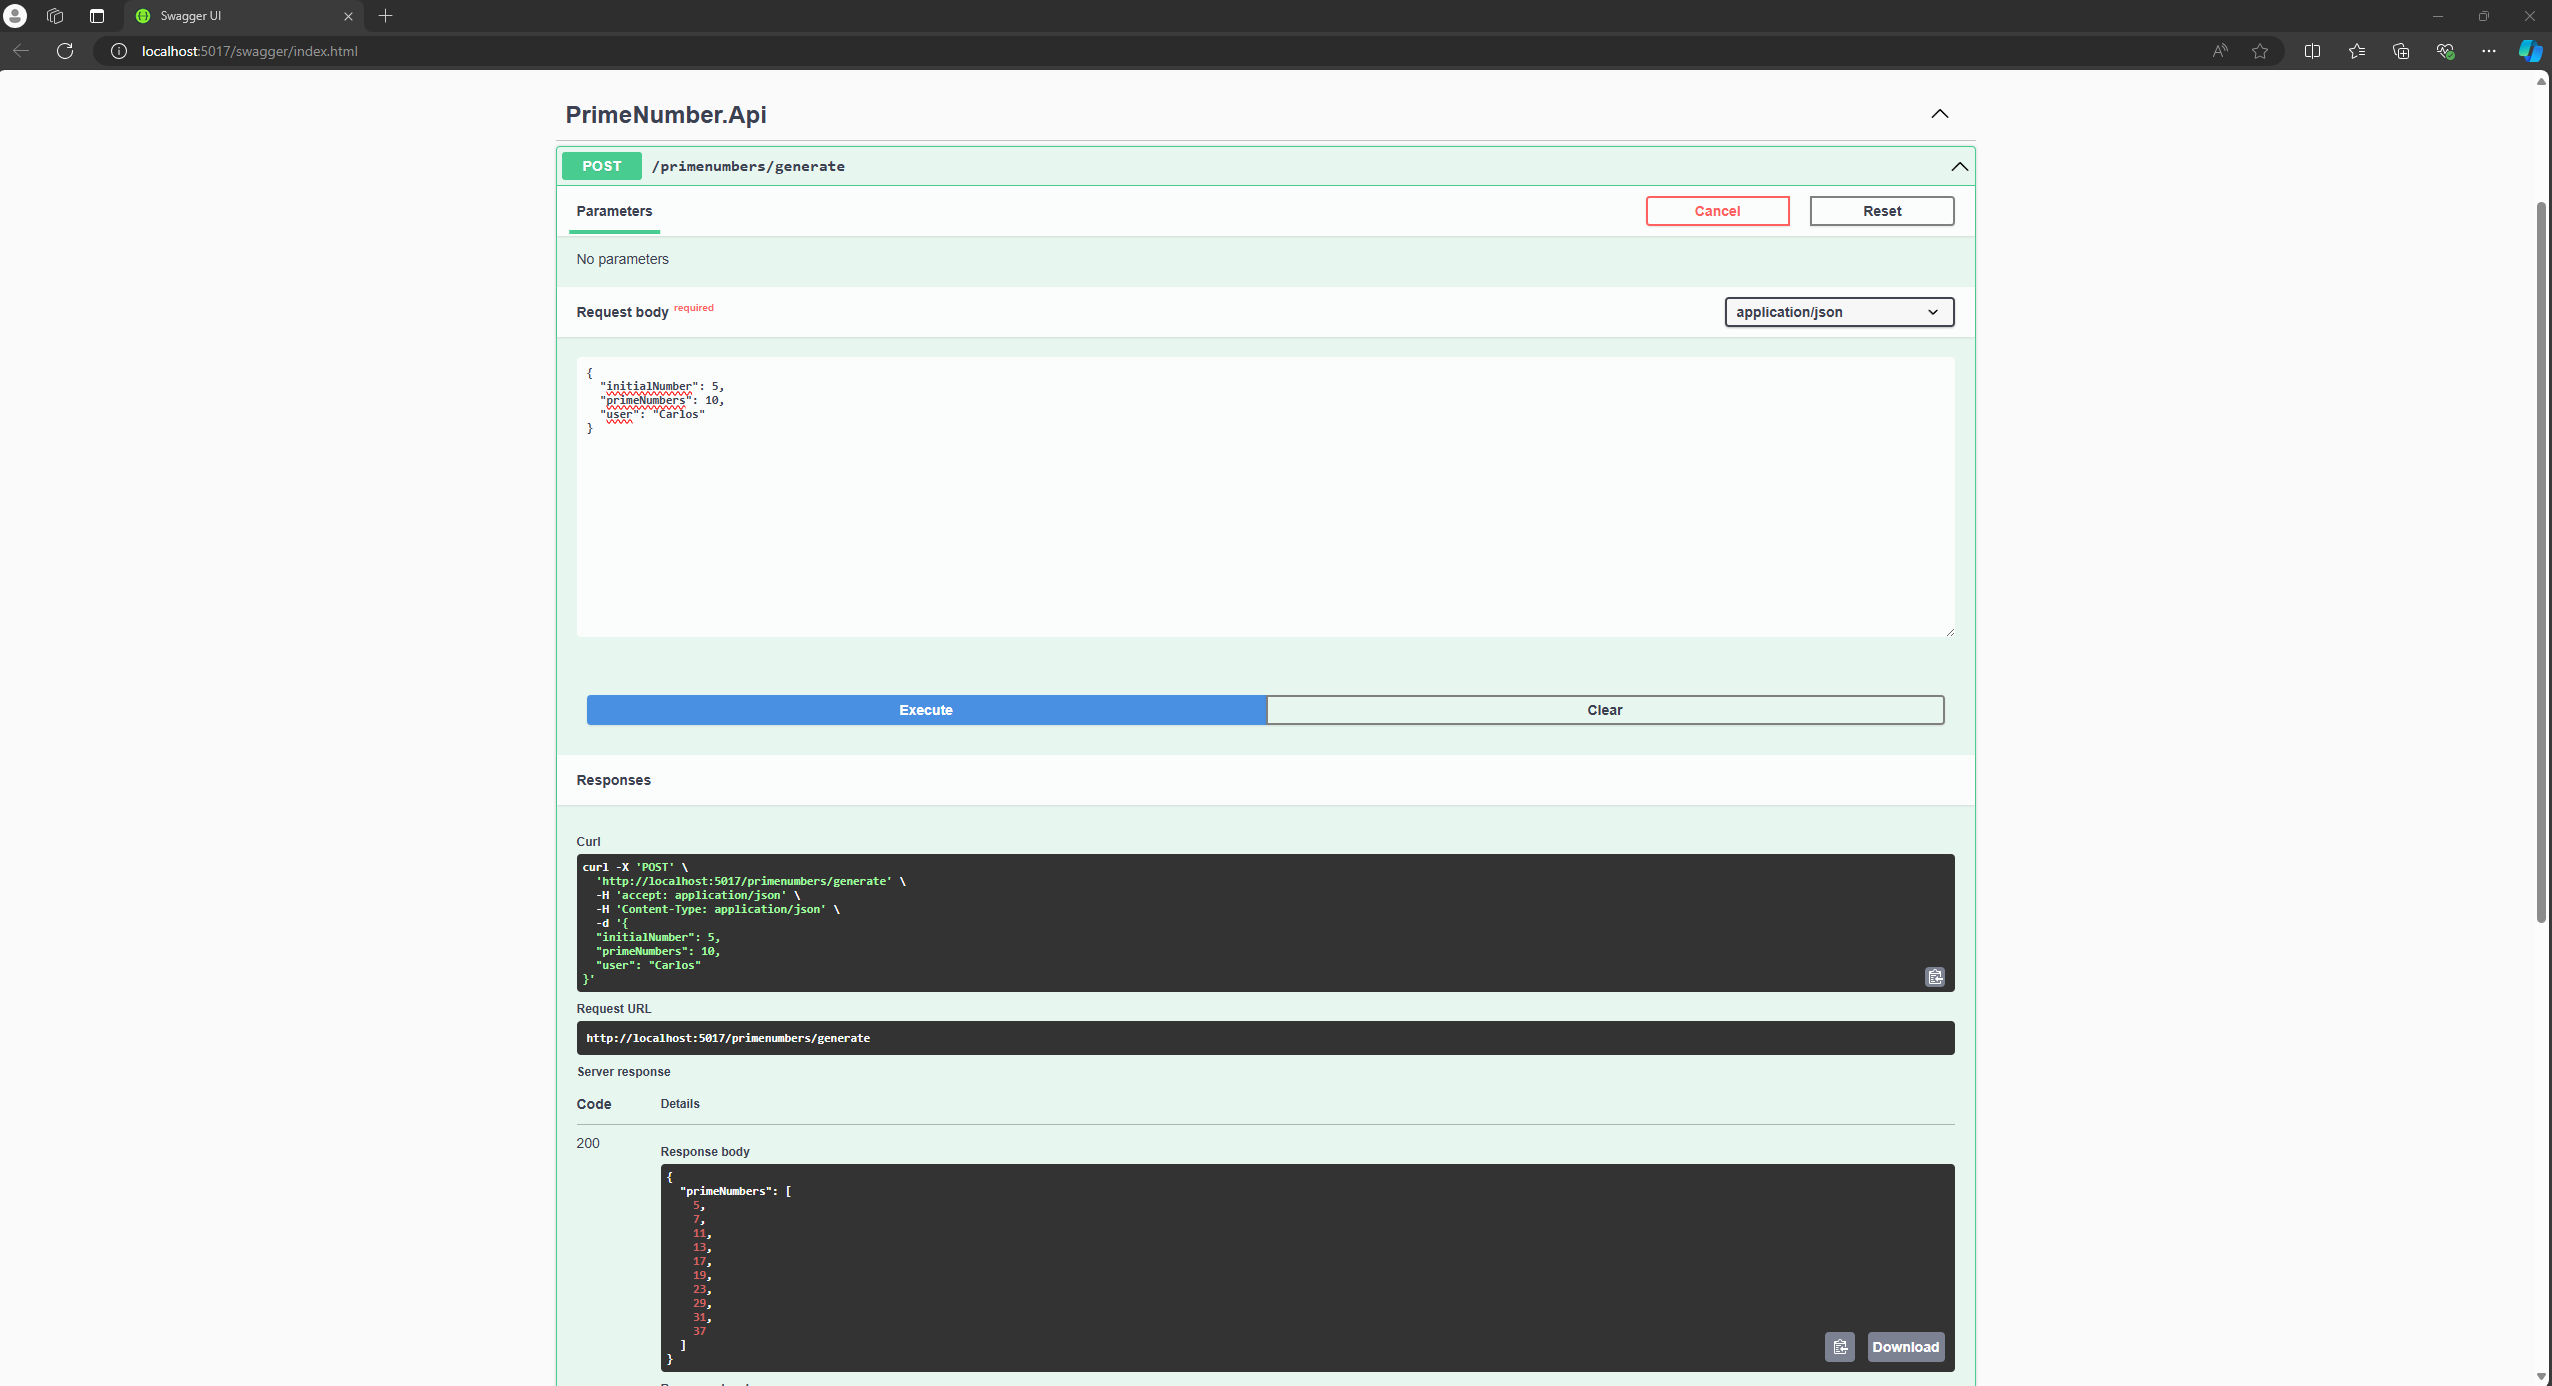 Swagger UI
localhost:5017/swagger/index.html
PrimeNumber.Api
POST /primenumbers/generate
Parameters
Cancel
Reset
No parameters
Request body required
application/json
{
"initialNumber": 5,
"primeNumbers": 10,
"user": "Carlos"
}
Execute
Clear
Responses
Curl
curl -X 'POST' \
'http://localhost:5017/primenumbers/generate' \
-H 'accept: application/json' \
-H 'Content-Type: application/json' \
-d '{
"initialNumber": 5,
"primeNumbers": 10,
"user": "Carlos"
}'
Request URL
http://localhost:5017/primenumbers/generate
Server response
Code Details
200
Response body
{
"primeNumbers": [
5,
7,
11,
13,
17,
19,
23,
29,
31,
37
]
}
Download